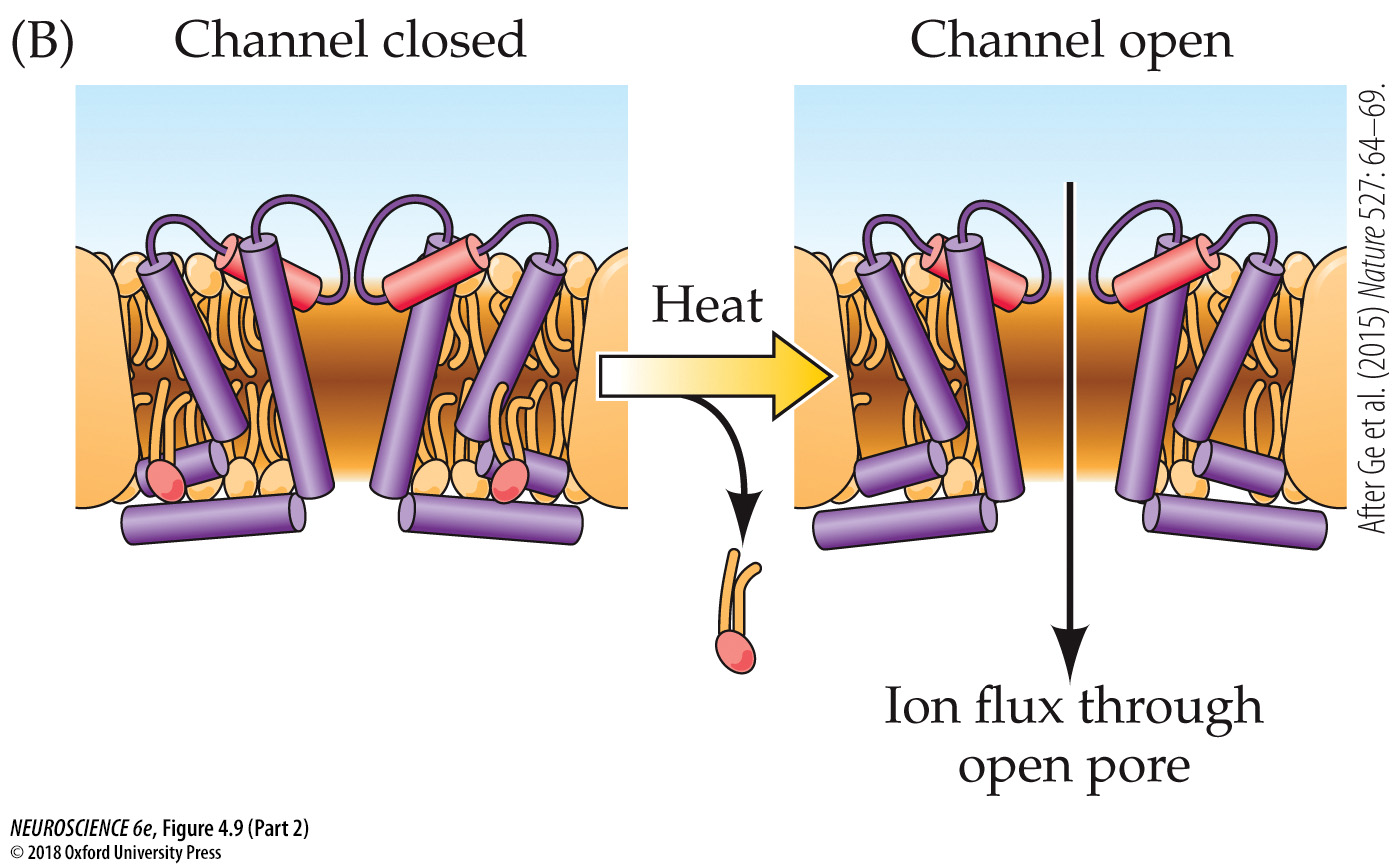 (B)
Channel closed
Channel open
Heat
Ion flux through
open pore
After Ge et al. (2015) Nature 527: 64–69.
NEUROSCIENCE 6e, Figure 4.9 (Part 2)
© 2018 Oxford University Press